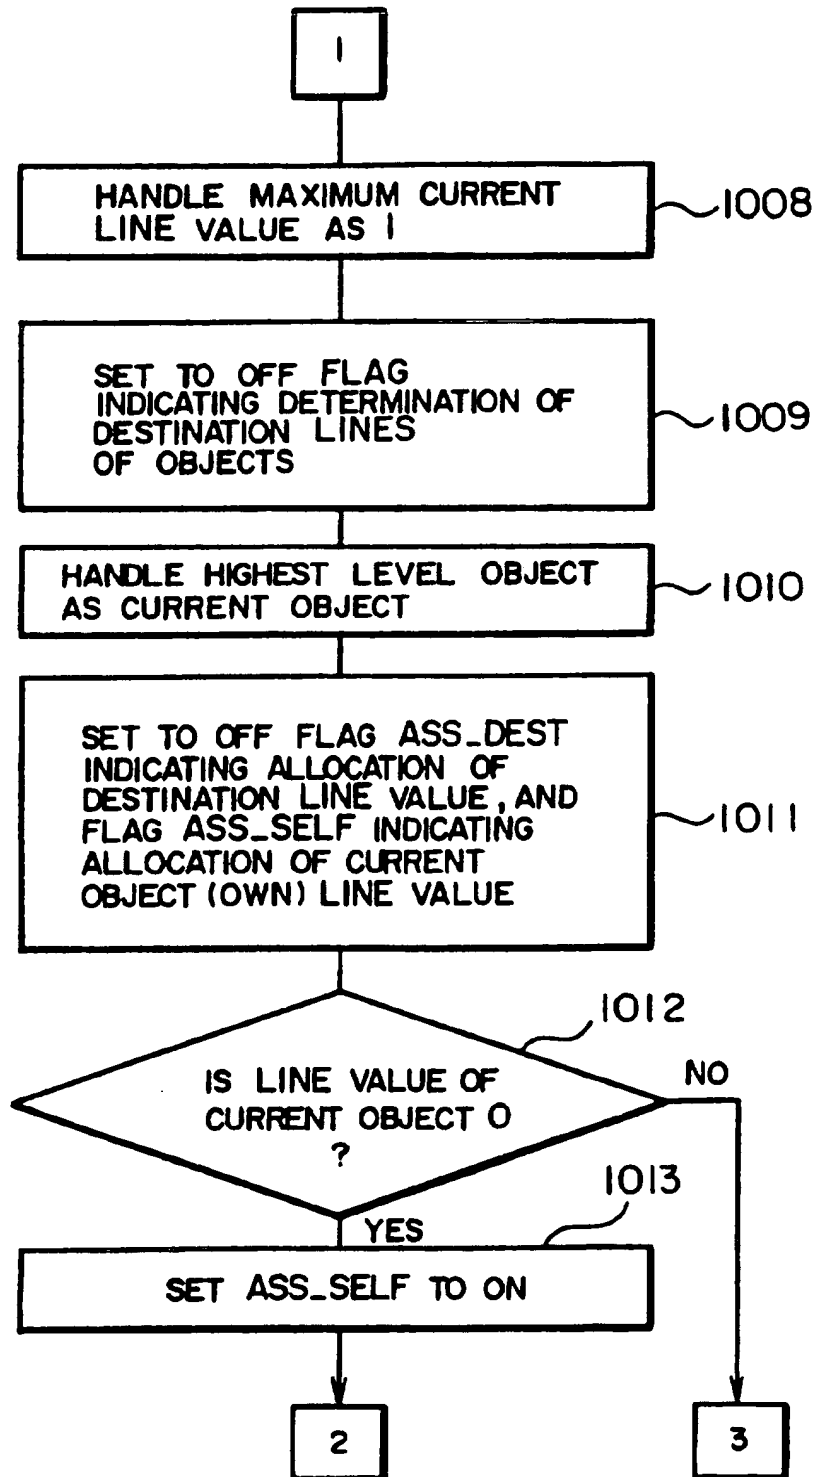 1
HANDLE MAXIMUM CURRENT
LINE VALUE AS 1
1008
SET TO OFF FLAG
INDICATING DETERMINATION OF
DESTINATION LINES
OF OBJECTS
1009
HANDLE HIGHEST LEVEL OBJECT
AS CURRENT OBJECT
1010
SET TO OFF FLAG ASS_DEST
INDICATING ALLOCATION OF
DESTINATION LINE VALUE, AND
FLAG ASS_SELF INDICATING
ALLOCATION OF CURRENT
OBJECT (OWN) LINE VALUE
1011
1012
IS LINE VALUE OF
CURRENT OBJECT 0
?
NO
YES
1013
SET ASS_SELF TO ON
2
3